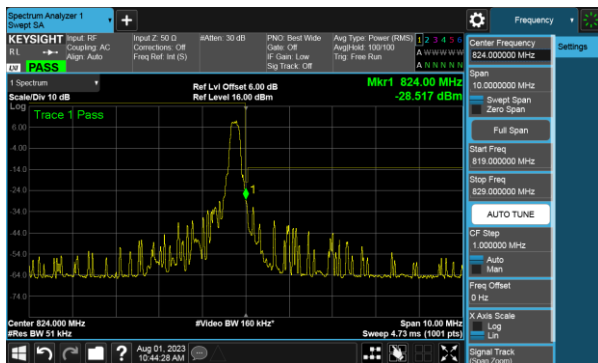 Spectrum Analyzer 1
Swept SA
Frequency
KEYSIGHT
Input: RF
Input Z: 50 Ω
#Atten: 30 dB
PNO: Best Wide
Avg Type: Power (RMS)
1 2 3 4 5 6
RL
Coupling: AC
Corrections: Off
Gate: Off
Avg|Hold: 100/100
A W W W W W
Align: Auto
Freq Ref: Int (S)
IF Gain: Low
Trig: Free Run
LXI
PASS
Sig Track: Off
A N N N N N
1 Spectrum
Ref Lvl Offset 6.00 dB
Mkr1 824.00 MHz
Scale/Div 10 dB
Ref Level 16.00 dBm
-28.517 dBm
Log
Trace 1 Pass
6.00
-4.00
-14.0
-24.0
-34.0
-44.0
-54.0
-64.0
-74.0
1
Center 824.000 MHz
#Video BW 160 kHz*
Span 10.00 MHz
#Res BW 51 kHz
Sweep 4.73 ms (1001 pts)
Aug 01, 2023
10:44:28 AM
?
Center Frequency
824.000000 MHz
Settings
Span
10.0000000 MHz
Swept Span
Zero Span
Full Span
Start Freq
819.000000 MHz
Stop Freq
829.000000 MHz
AUTO TUNE
CF Step
1.000000 MHz
Auto
Man
Freq Offset
0 Hz
X Axis Scale
Log
Lin
Signal Track
(Span Zoom)